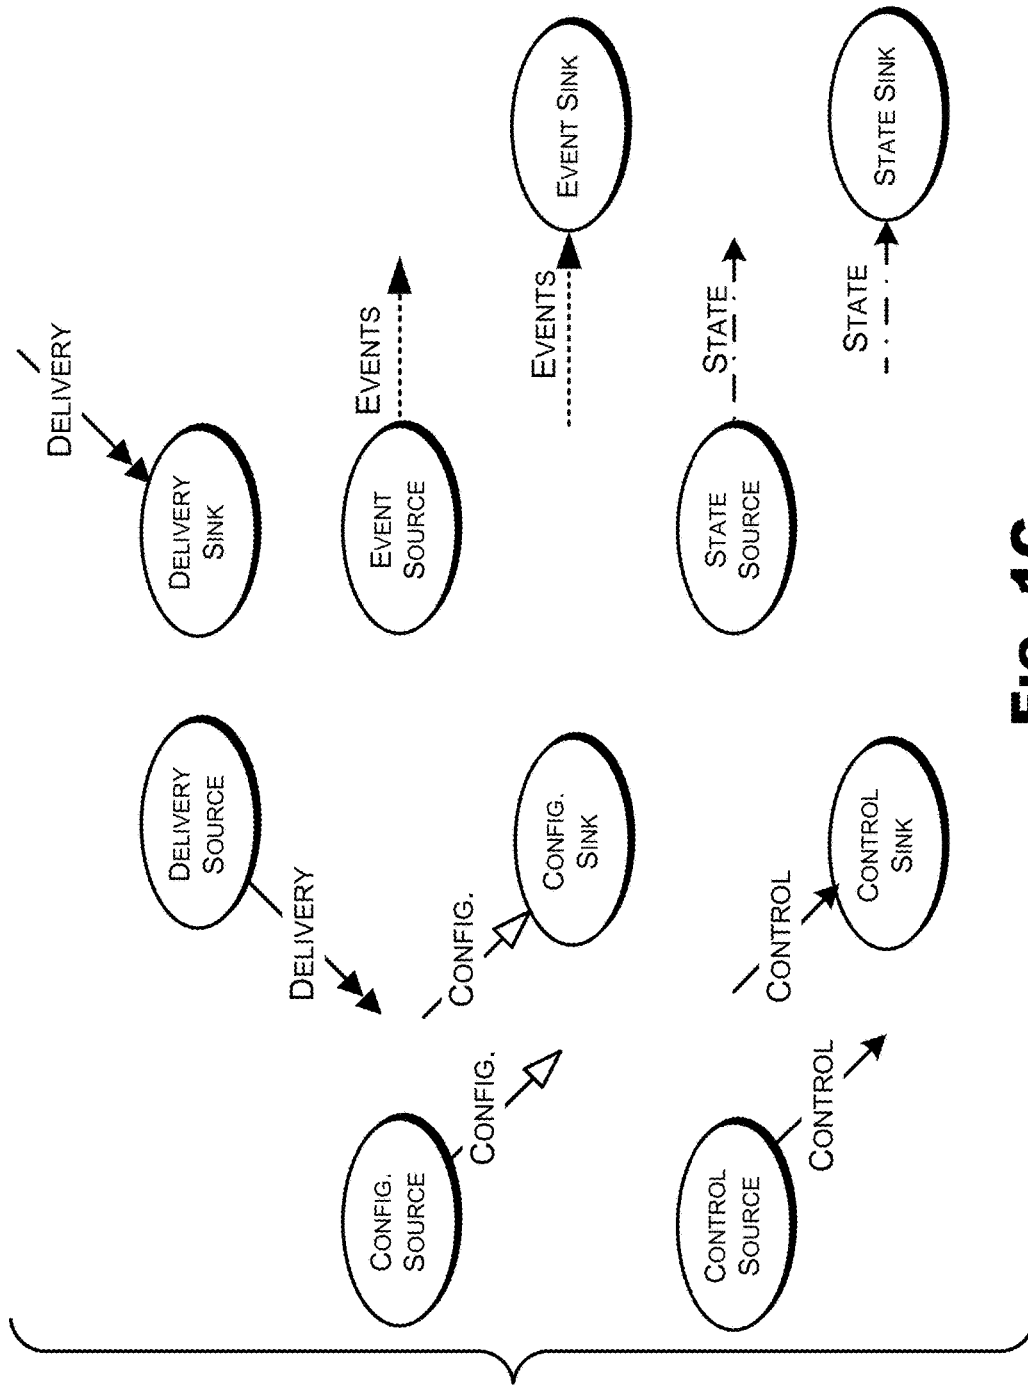 DELIVERY
DELIVERY
SOURCE
DELIVERY
SINK
DELIVERY
EVENTS
CONFIG.
SOURCE
EVENT
SOURCE
CONFIG.
CONFIG.
EVENTS
CONFIG.
SINK
EVENT SINK
CONTROL
SOURCE
STATE
SOURCE
STATE
CONTROL
CONTROL
STATE
CONTROL
SINK
STATE SINK